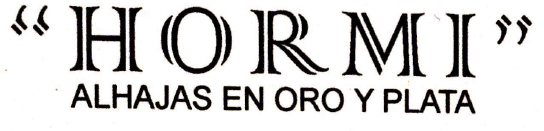 “HORMI”
ALHAJAS EN ORO Y PLATA